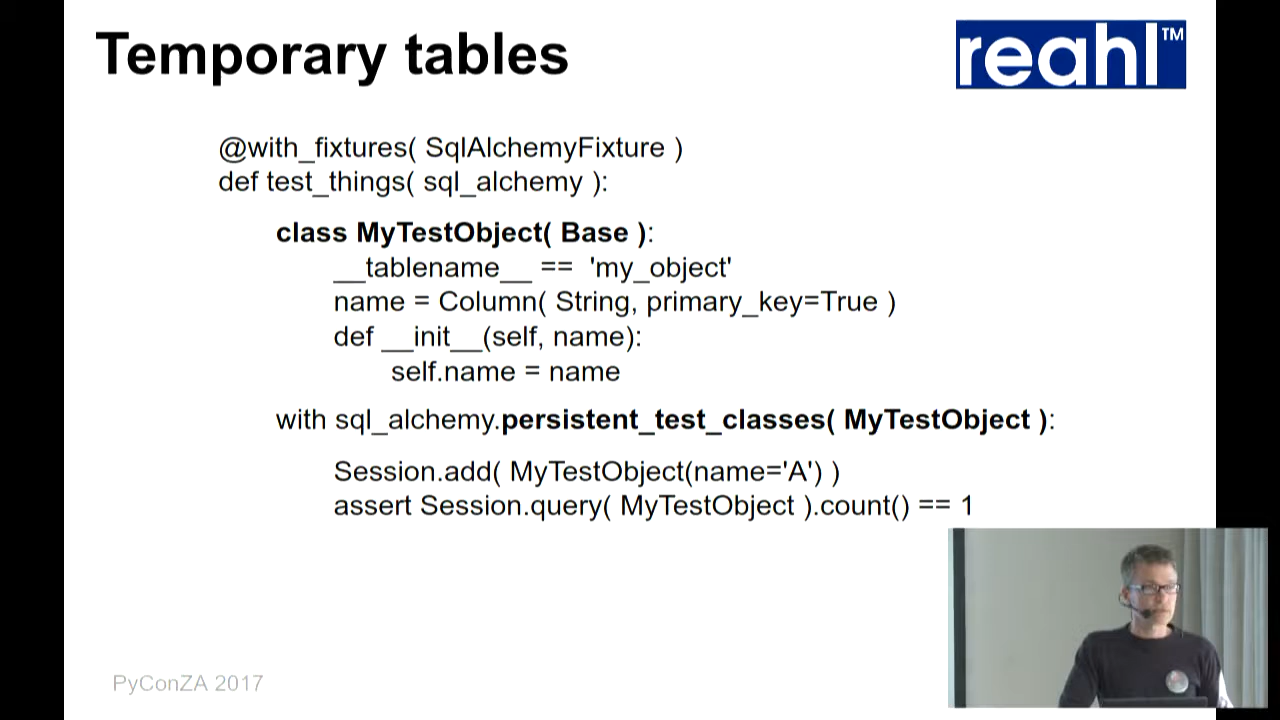 Temporary tables
reahl™
@with_fixtures( SqlAlchemyFixture )
def test_things( sql_alchemy ):
class MyTestObject( Base ):
__tablename__ == 'my_object'
name = Column( String, primary_key=True )
def __init__(self, name):
self.name = name
with sql_alchemy.persistent_test_classes( MyTestObject ):
Session.add( MyTestObject(name='A') )
assert Session.query( MyTestObject ).count() == 1
PyConZA 2017